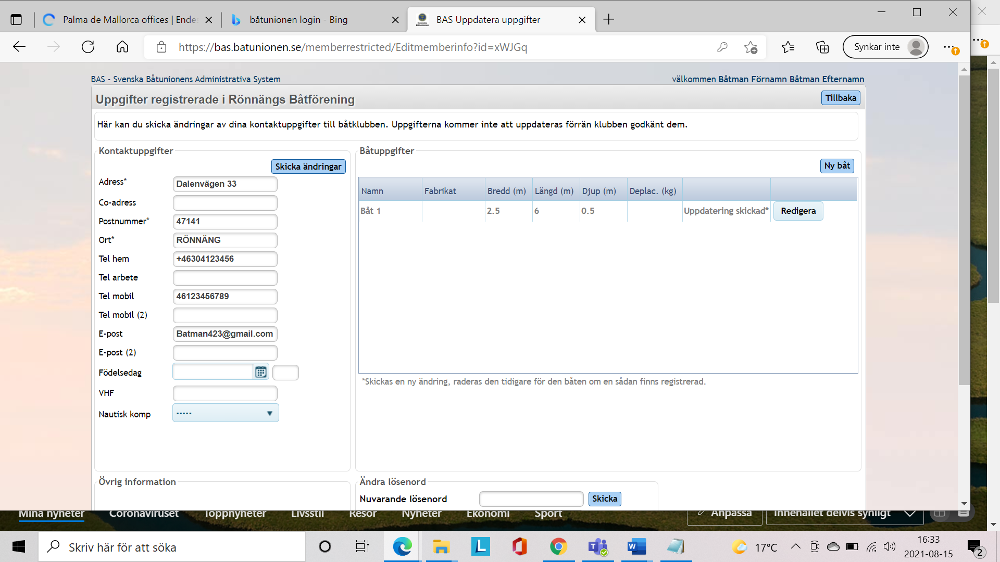 Palma de Mallorca offices | Ende
båtunionen login - Bing
BAS Uppdatera uppgifter
https://bas.batunionen.se/memberrestricted/Editmemberinfo?id=xWJGq
Synkar inte
BAS - Svenska Båtunionens Administrativa System
välkommen Båtman Förnamn Båtman Efternamn
Uppgifter registrerade i Rönnängs Båtförening
Tillbaka
Här kan du skicka ändringar av dina kontaktuppgifter till båtklubben. Uppgifterna kommer inte att uppdateras förrän klubben godkänt dem.
Kontaktuppgifter
Skicka ändringar
Adress* Dalenvägen 33
Co-adress
Postnummer* 47141
Ort* RÖNNÄNG
Tel hem +46304123456
Tel arbete
Tel mobil 46123456789
Tel mobil (2)
E-post Batman423@gmail.com
E-post (2)
Födelsedag
VHF
Nautisk komp -----
Båtuppgifter
Ny båt
Namn Fabrikat Bredd (m) Längd (m) Djup (m) Deplac. (kg)
Båt 1 2.5 6 0.5 Uppdatering skickad* Redigera
*Skickas en ny ändring, raderas den tidigare för den båten om en sådan finns registrerad.
Övrig information
Ändra lösenord
Nuvarande lösenord Skicka
Mina nyheter Coronaviruset Toppnyheter Livsstil Resor Nyheter Ekonomi Sport Anpassa Innehållet delvis synligt
Skriv här för att söka
17°C
16:33
2021-08-15
2